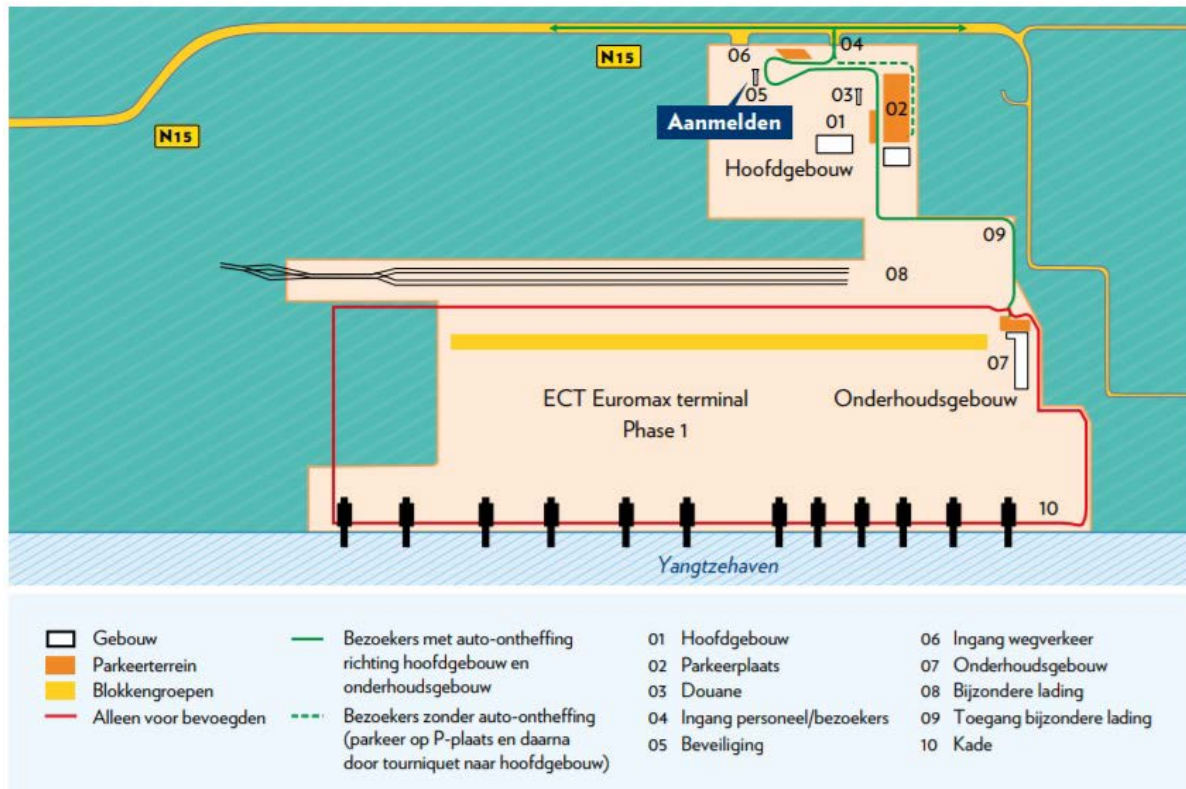 N15
N15
06
04
05
03
02
Aanmelden
01
Hoofdgebouw
09
08
07
ECT Euromax terminal
Phase 1
Onderhoudsgebouw
10
Yangtzehaven
Gebouw
Parkeerterrein
Blokkengroepen
Alleen voor bevoegden
Bezoekers met auto-ontheffing
richting hoofdgebouw en
onderhoudsgebouw
Bezoekers zonder auto-ontheffing
(parkeer op P-plaats en daarna
door tourniquet naar hoofdgebouw)
01 Hoofdgebouw
02 Parkeerplaats
03 Douane
04 Ingang personeel/bezoekers
05 Beveiliging
06 Ingang wegverkeer
07 Onderhoudsgebouw
08 Bijzondere lading
09 Toegang bijzondere lading
10 Kade